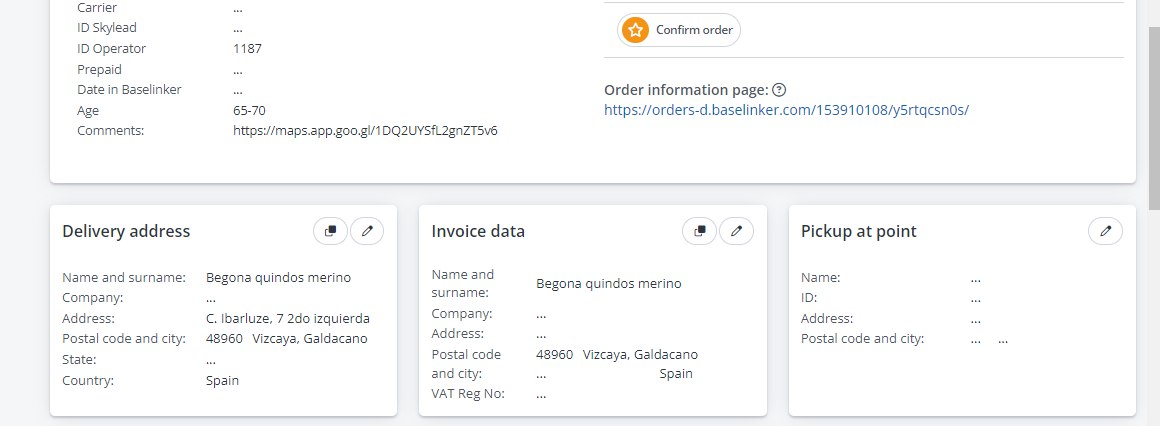 Carrier ...
ID Skylead ...
ID Operator 1187
Prepaid ...
Date in Baselinker ...
Age 65-70
Comments: https://maps.app.goo.gl/1DQ2UYSfL2gnZT5v6
Confirm order
Order information page:
https://orders-d.baselinker.com/153910108/y5rtqcsn0s/
Delivery address
Name and surname: Begona quindos merino
Company: ...
Address: C. Ibarluze, 7 2do izquierda
Postal code and city: 48960 Vizcaya, Galdacano
State: ...
Country: Spain
Invoice data
Name and
surname: Begona quindos merino
Company: ...
Address: ...
Postal code 48960 Vizcaya, Galdacano
and city: ... Spain
VAT Reg No: ...
Pickup at point
Name: ...
ID: ...
Address: ...
Postal code and city: ... ...